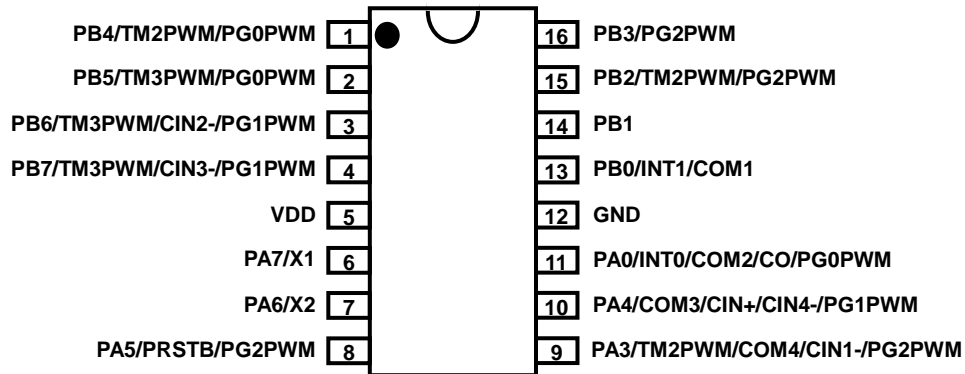 PB4/TM2PWM/PG0PWM 1 16 PB3/PG2PWM
PB5/TM3PWM/PG0PWM 2 15 PB2/TM2PWM/PG2PWM
PB6/TM3PWM/CIN2-/PG1PWM 3 14 PB1
PB7/TM3PWM/CIN3-/PG1PWM 4 13 PB0/INT1/COM1
VDD 5 12 GND
PA7/X1 6 11 PA0/INT0/COM2/CO/PG0PWM
PA6/X2 7 10 PA4/COM3/CIN+/CIN4-/PG1PWM
PA5/PRSTB/PG2PWM 8 9 PA3/TM2PWM/COM4/CIN1-/PG2PWM